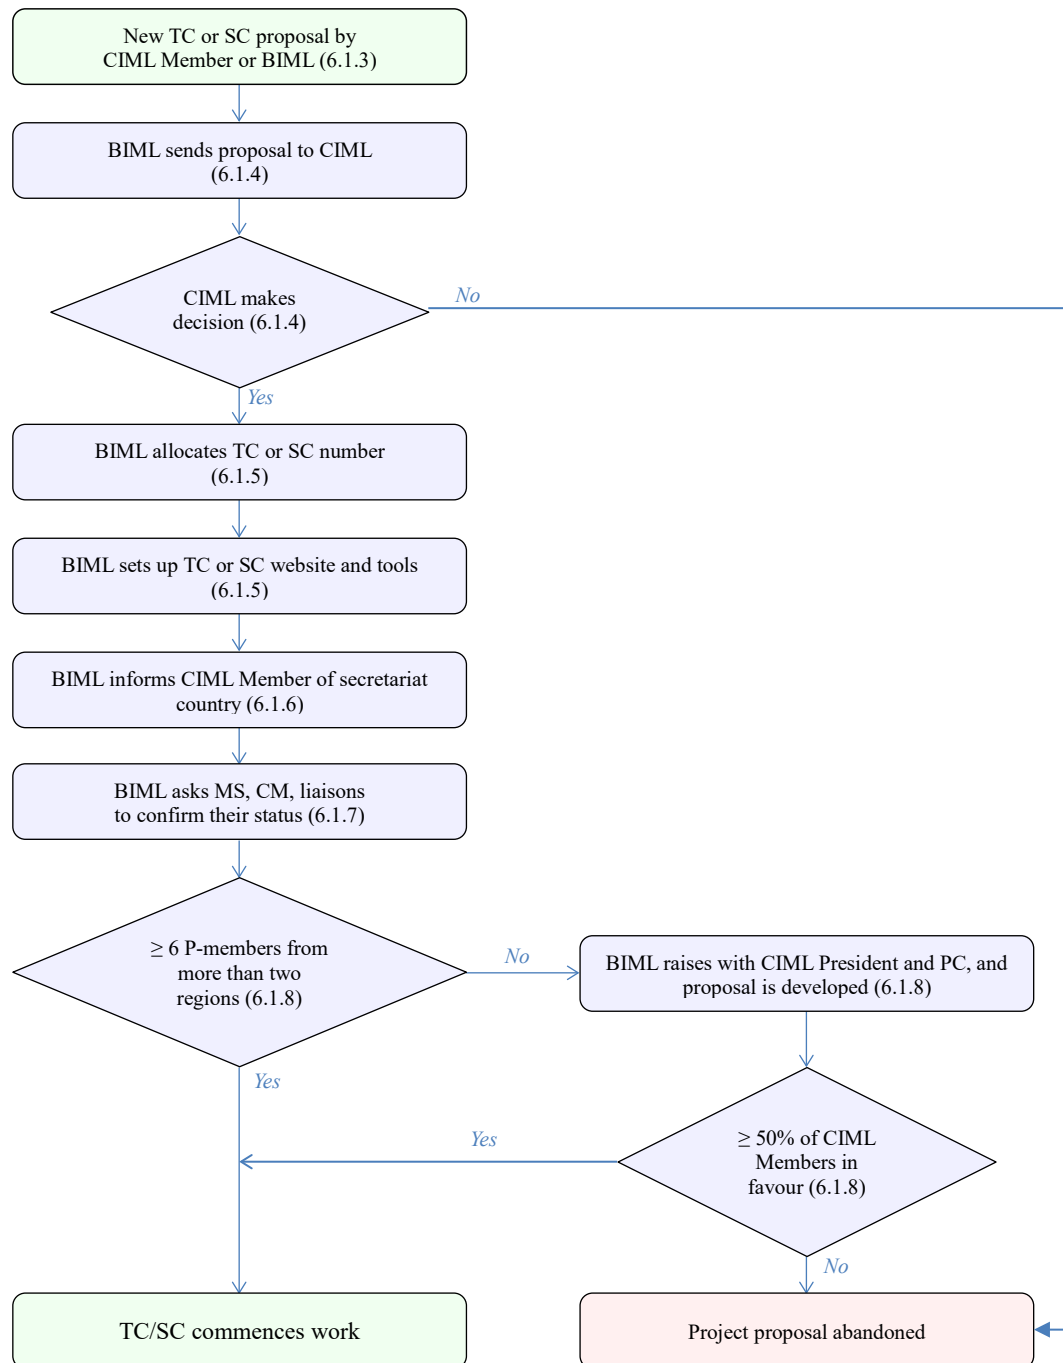 New TC or SC proposal by
CIML Member or BIML (6.1.3)
BIML sends proposal to CIML
(6.1.4)
CIML makes
decision (6.1.4)
No
Yes
BIML allocates TC or SC number
(6.1.5)
BIML sets up TC or SC website and tools
(6.1.5)
BIML informs CIML Member of secretariat
country (6.1.6)
BIML asks MS, CM, liaisons
to confirm their status (6.1.7)
≥ 6 P-members from
more than two
regions (6.1.8)
No
BIML raises with CIML President and PC, and
proposal is developed (6.1.8)
Yes
≥ 50% of CIML
Members in
favour (6.1.8)
Yes
No
TC/SC commences work
Project proposal abandoned